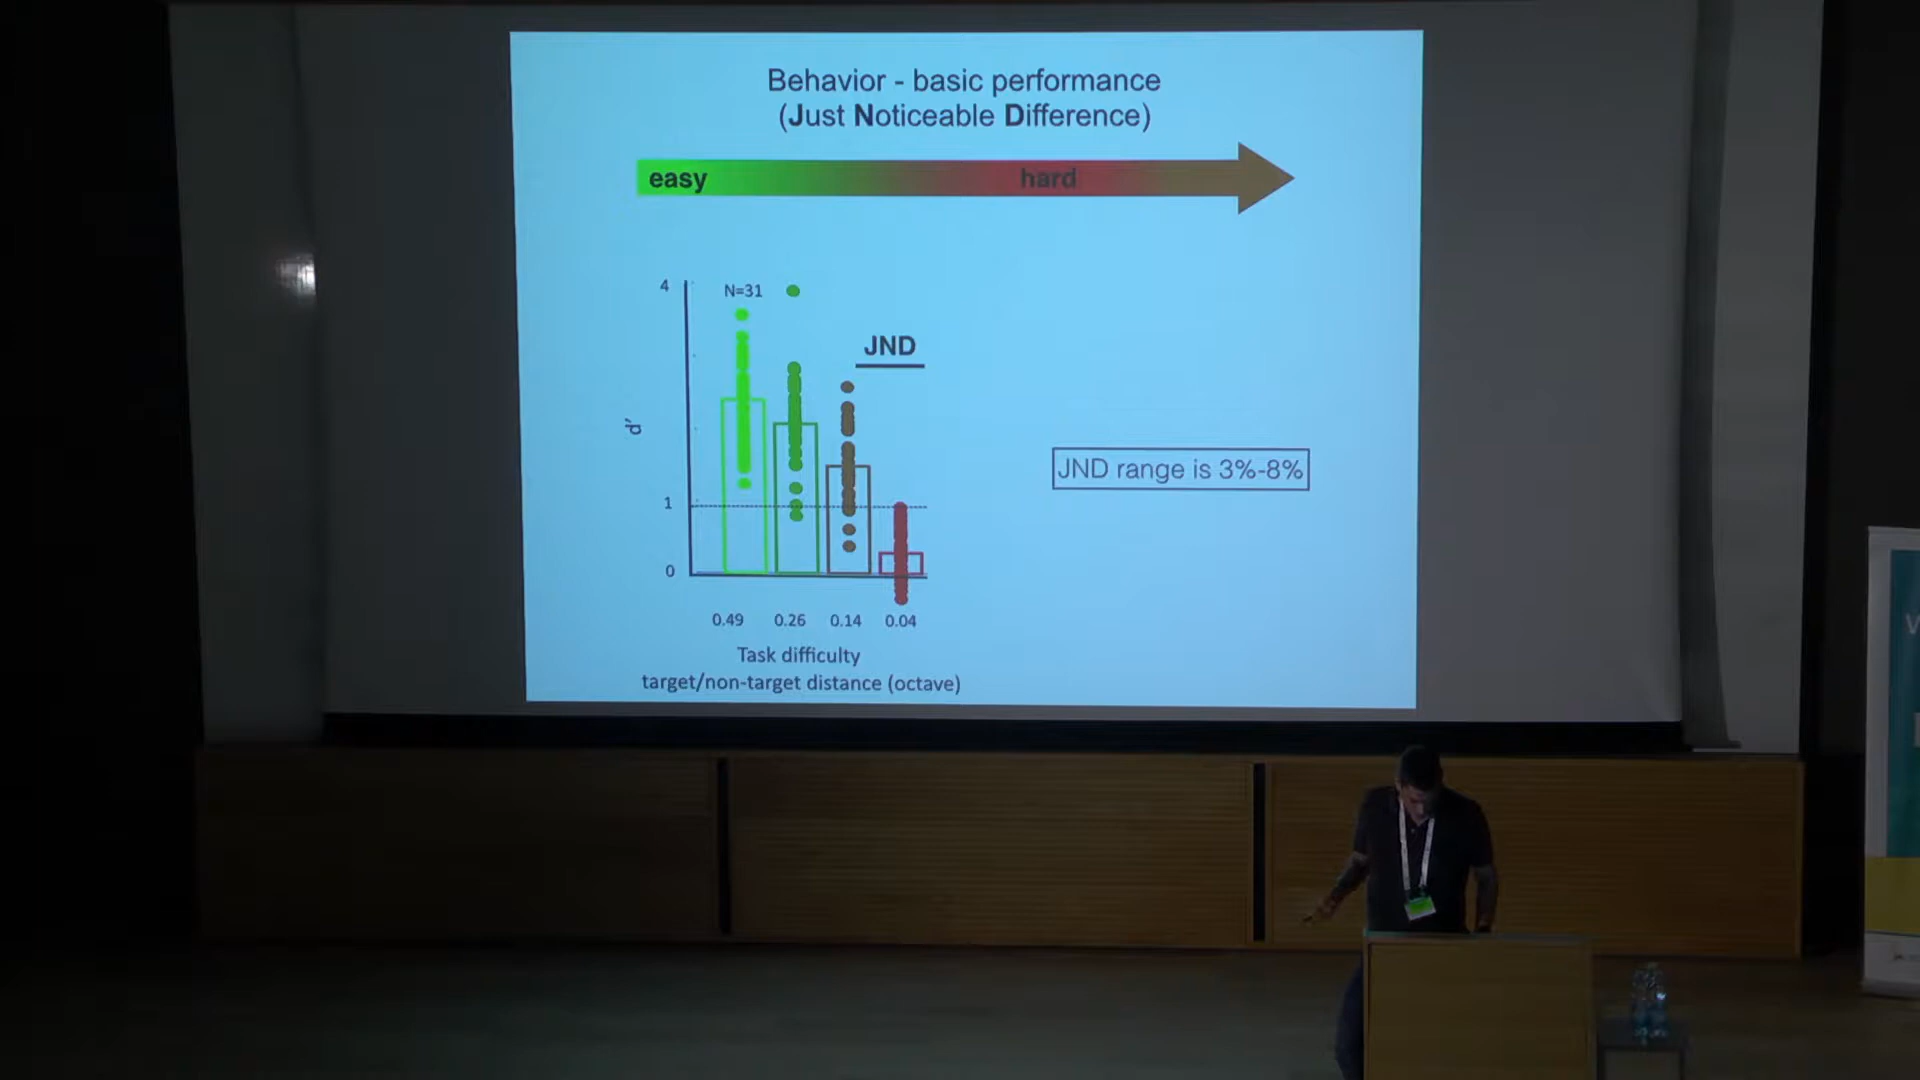 Behavior - basic performance
(Just Noticeable Difference)
easy
hard
4
N=31
JND
d'
JND range is 3%-8%
1
0
0.49 0.26 0.14 0.04
Task difficulty
target/non-target distance (octave)